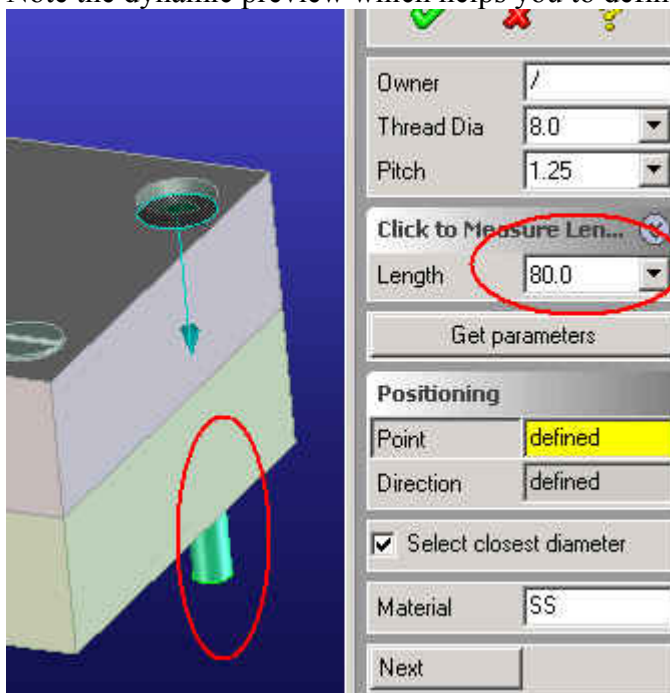 Note the dynamic preview which helps you to defin
Owner /
Thread Dia 8.0
Pitch 1.25
Click to Measure Len...
Length 80.0
Get parameters
Positioning
Point defined
Direction defined
Select closest diameter
Material SS
Next